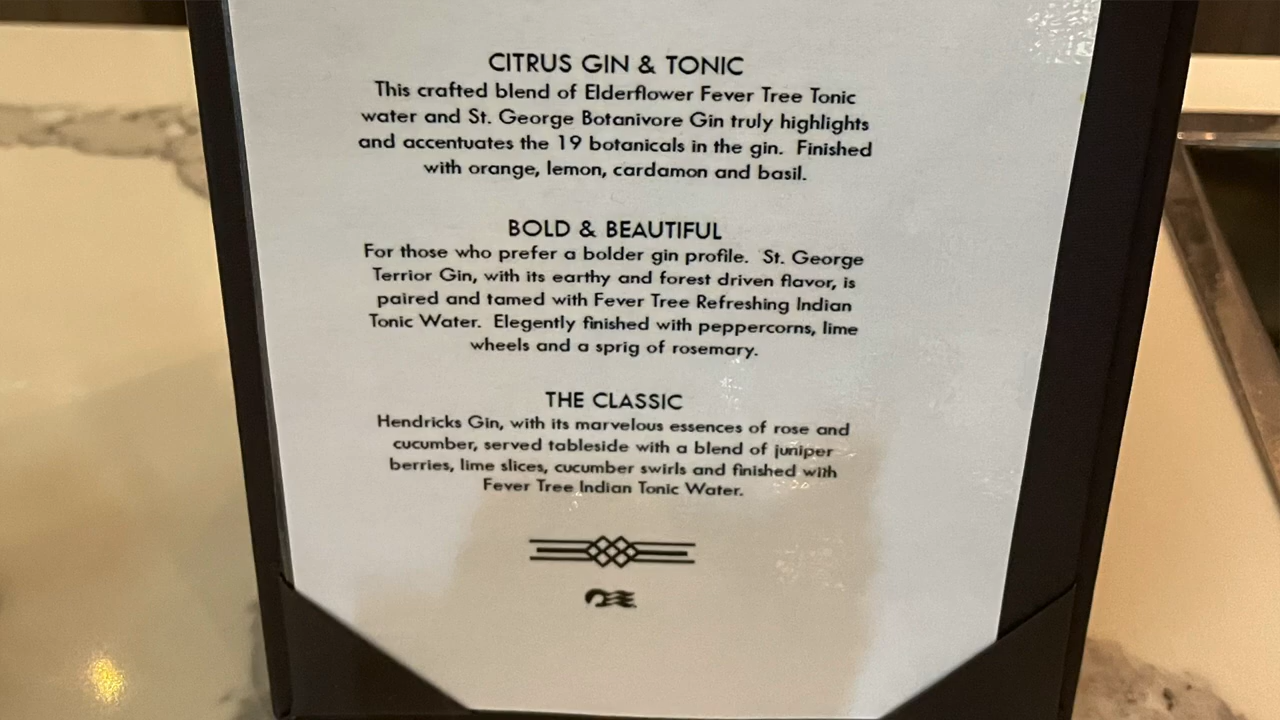 CITRUS GIN & TONIC
This crafted blend of Elderflower Fever Tree Tonic
water and St. George Botanivore Gin truly highlights
and accentuates the 19 botanicals in the gin. Finished
with orange, lemon, cardamon and basil.
BOLD & BEAUTIFUL
For those who prefer a bolder gin profile. St. George
Terrior Gin, with its earthy and forest driven flavor, is
paired and tamed with Fever Tree Refreshing Indian
Tonic Water. Elegently finished with peppercorns, lime
wheels and a sprig of rosemary.
THE CLASSIC
Hendricks Gin, with its marvelous essences of rose and
cucumber, served tableside with a blend of juniper
berries, lime slices, cucumber swirls and finished with
Fever Tree Indian Tonic Water.